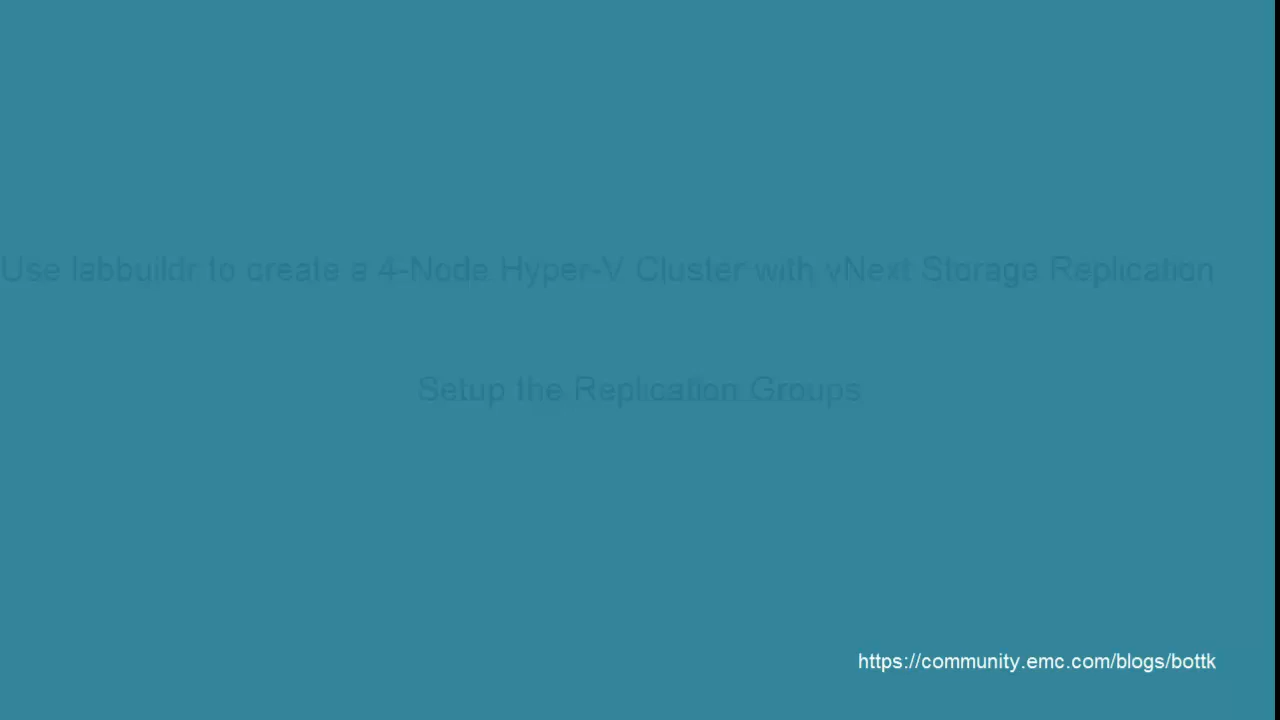 Use labbuildr to create a 4-Node Hyper-V Cluster with vNext Storage Replication
Setup the Replication Groups
https://community.emc.com/blogs/bottk